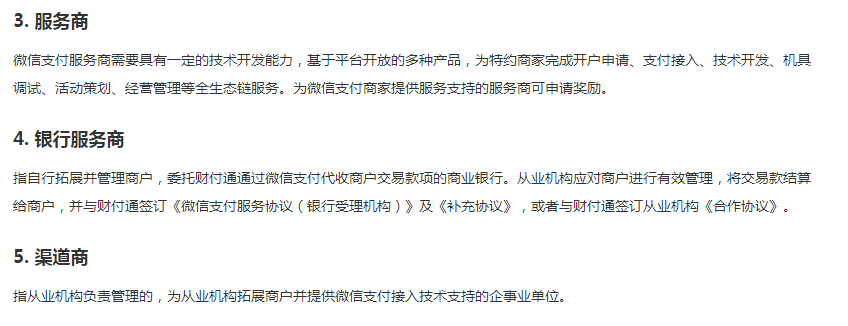 3. 服务商
微信支付服务商需要具有一定的技术开发能力，基于平台开放的多种产品，为特约商家完成开户申请、支付接入、技术开发、机具
调试、活动策划、经营管理等全生态链服务。为微信支付商家提供服务支持的服务商可申请奖励。
4. 银行服务商
指自行拓展并管理商户，委托财付通通过微信支付代收商户交易款项的商业银行。从业机构应对商户进行有效管理，将交易款结算
给商户，并与财付通签订《微信支付服务协议（银行受理机构）》及《补充协议》，或者与财付通签订从业机构《合作协议》。
5. 渠道商
指从业机构负责管理的，为从业机构拓展商户并提供微信支付接入技术支持的企事业单位。